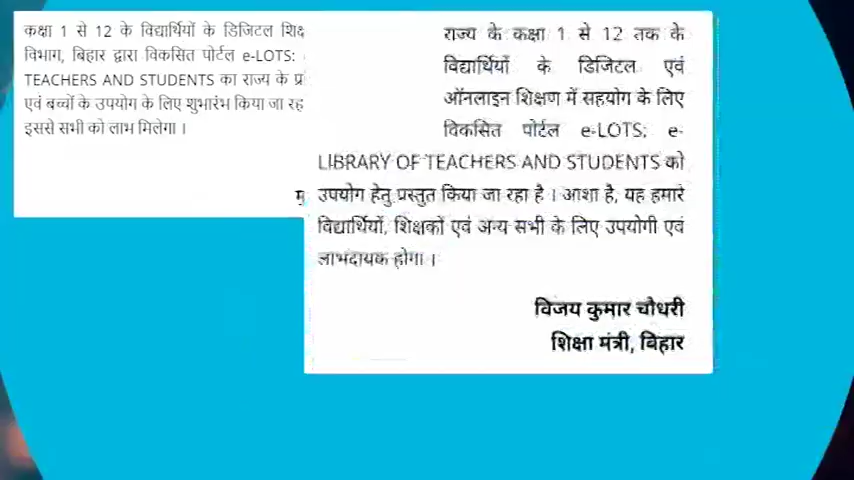 कक्षा 1 से 12 के विद्यार्थियों के डिजिटल
विभाग, बिहार द्वारा विकसित पोर्टल e-LOTS:
TEACHERS AND STUDENTS का राज्य के
एवं बच्चों के उपयोग के लिए शुभारंभ किया जा
इससे सभी को लाभ मिलेगा ।
राज्य के कक्षा 1 से 12 तक के
विद्यार्थियों के डिजिटल एवं
ऑनलाइन शिक्षण में सहयोग के लिए
विकसित पोर्टल e-LOTS: e-
LIBRARY OF TEACHERS AND STUDENTS को
उपयोग हेतु प्रस्तुत किया जा रहा है । आशा है, यह हमारे
विद्यार्थियों, शिक्षकों एवं अन्य सभी के लिए उपयोगी एवं
लाभदायक होगा ।
विजय कुमार चौधरी
शिक्षा मंत्री, बिहार